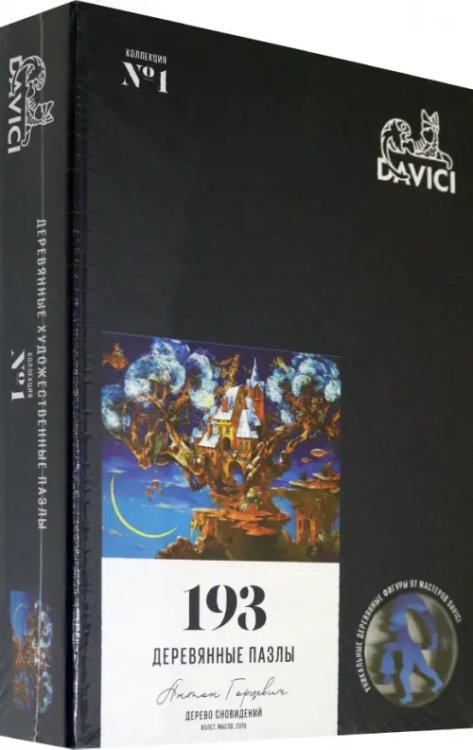 КОЛЛЕКЦИЯ
№1
DAVICI
193
ДЕРЕВЯННЫЕ ПАЗЛЫ
Антон Горцевич
ДЕРЕВО СНОВИДЕНИЙ
ХОЛСТ, МАСЛО, 2019
УНИКАЛЬНЫЕ ДЕРЕВЯННЫЕ ФИГУРЫ ОТ МАСТЕРОВ DAVICI
DAVICI
ДЕРЕВЯННЫЕ ХУДОЖЕСТВЕННЫЕ ПАЗЛЫ
КОЛЛЕКЦИЯ
№1